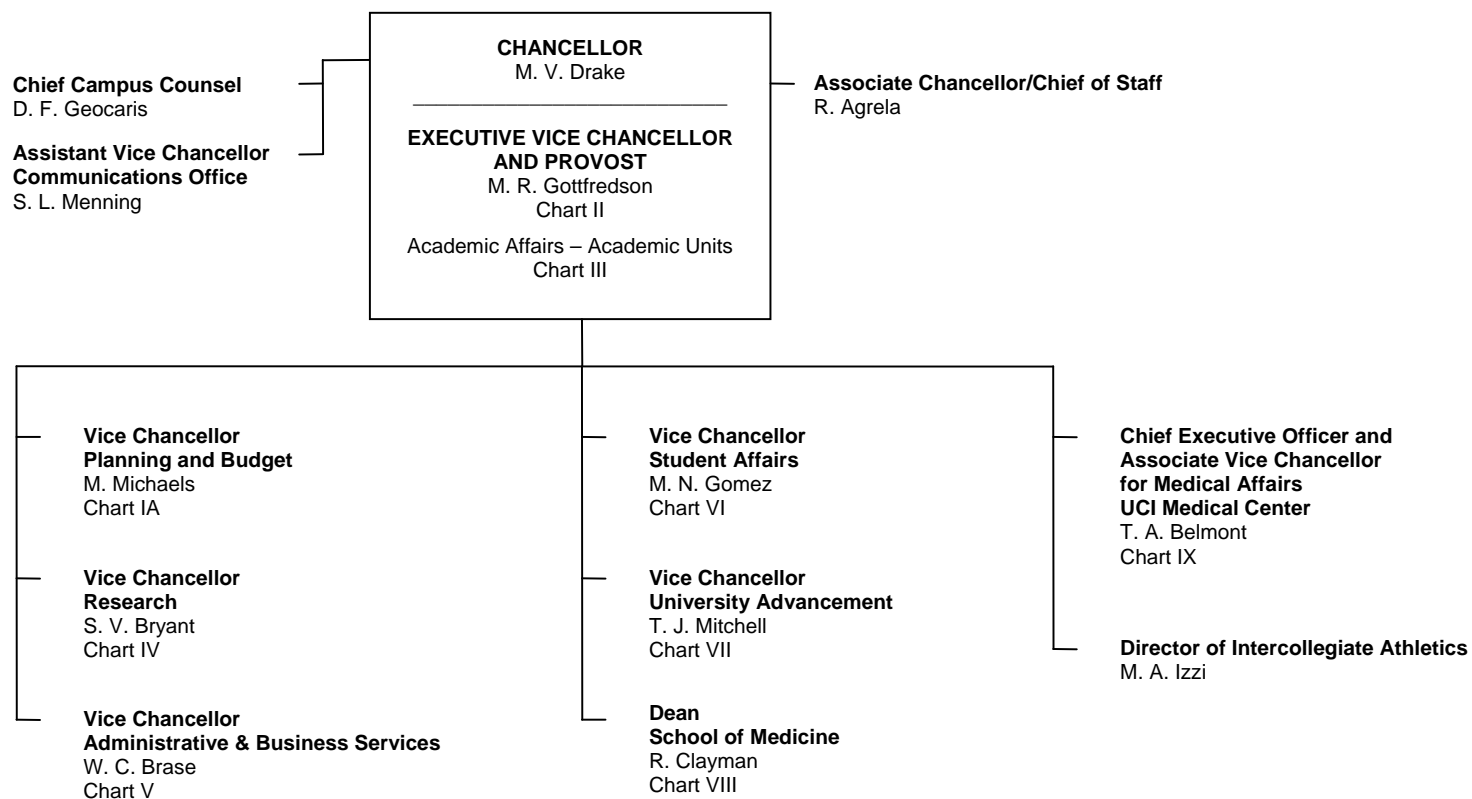 CHANCELLOR
M. V. Drake
EXECUTIVE VICE CHANCELLOR
AND PROVOST
M. R. Gottfredson
Chart II
Academic Affairs – Academic Units
Chart III
Chief Campus Counsel
D. F. Geocaris
Assistant Vice Chancellor
Communications Office
S. L. Menning
Associate Chancellor/Chief of Staff
R. Agrela
Vice Chancellor
Planning and Budget
M. Michaels
Chart IA
Vice Chancellor
Research
S. V. Bryant
Chart IV
Vice Chancellor
Administrative & Business Services
W. C. Brase
Chart V
Vice Chancellor
Student Affairs
M. N. Gomez
Chart VI
Vice Chancellor
University Advancement
T. J. Mitchell
Chart VII
Dean
School of Medicine
R. Clayman
Chart VIII
Chief Executive Officer and
Associate Vice Chancellor
for Medical Affairs
UCI Medical Center
T. A. Belmont
Chart IX
Director of Intercollegiate Athletics
M. A. Izzi